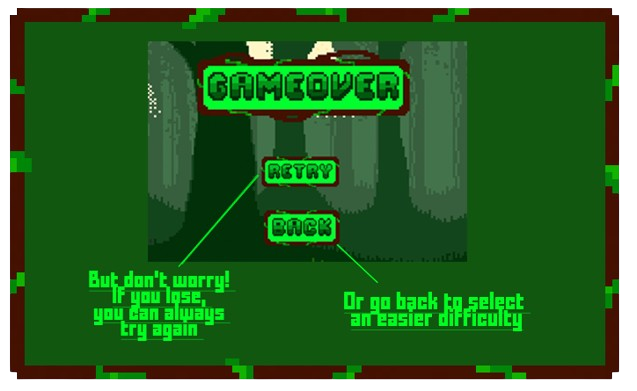 GAMEOVER
RETRY
BACK
But don't worry!
If you lose,
you can always
try again
Or go back to select
an easier difficulty